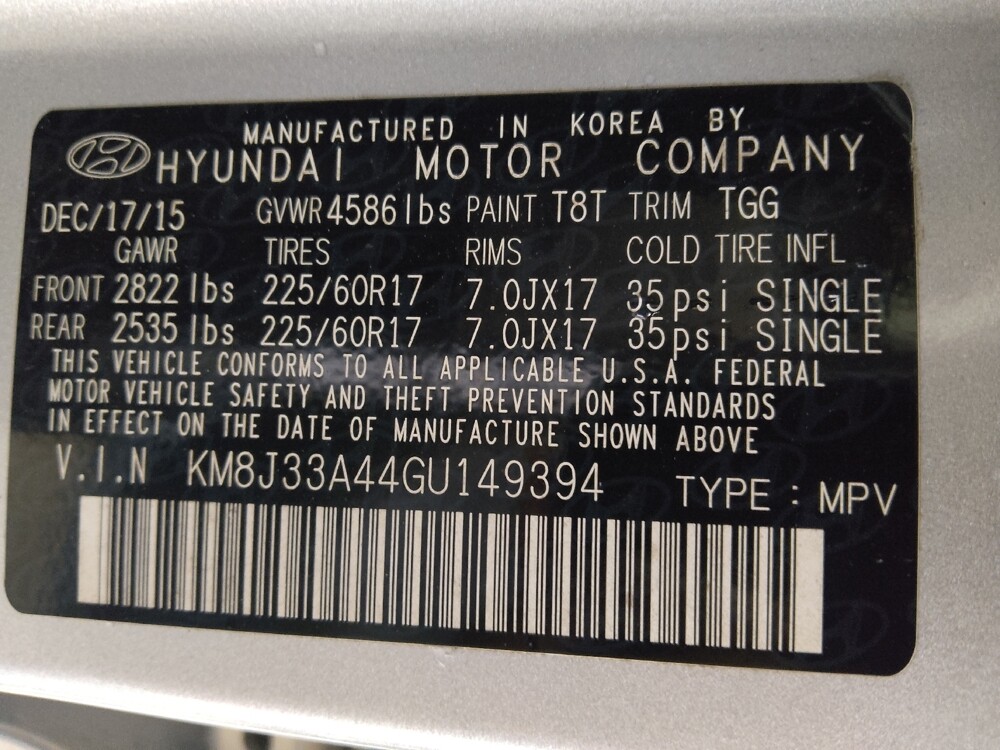 MANUFACTURED IN KOREA BY
HYUNDAI MOTOR COMPANY
DEC/17/15 GVWR 4586 lbs PAINT T8T TRIM TGG
GAWR TIRES RIMS COLD TIRE INFL
FRONT 2822 lbs 225/60R17 7.0JX17 35psi SINGLE
REAR 2535 lbs 225/60R17 7.0JX17 35psi SINGLE
THIS VEHICLE CONFORMS TO ALL APPLICABLE U.S.A. FEDERAL
MOTOR VEHICLE SAFETY AND THEFT PREVENTION STANDARDS
IN EFFECT ON THE DATE OF MANUFACTURE SHOWN ABOVE
V.I.N KM8J33A44GU149394 TYPE : MPV